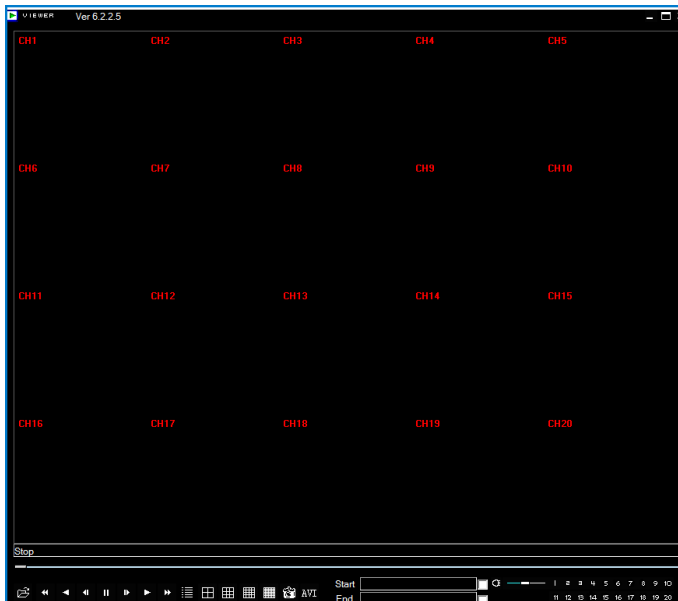 VIEWER Ver 6.2.2.5
CH1 CH2 CH3 CH4 CH5
CH6 CH7 CH8 CH9 CH10
CH11 CH12 CH13 CH14 CH15
CH16 CH17 CH18 CH19 CH20
Stop
Start 1 2 3 4 5 6 7 8 9 10
AVI
End 11 12 13 14 15 16 17 18 19 20